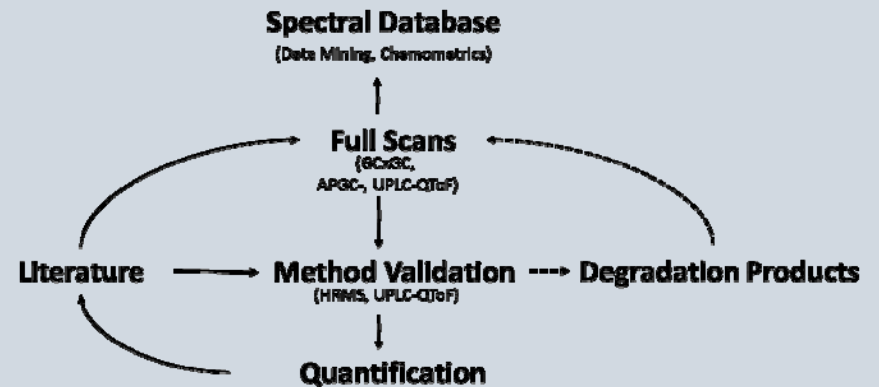 Spectral Database
(Data Mining, Chemometrics)
Full Scans
(GCxGC,
APGC-, UPLC-QToF)
Literature
Method Validation
Degradation Products
(HRMS, UPLC-QToF)
Quantification